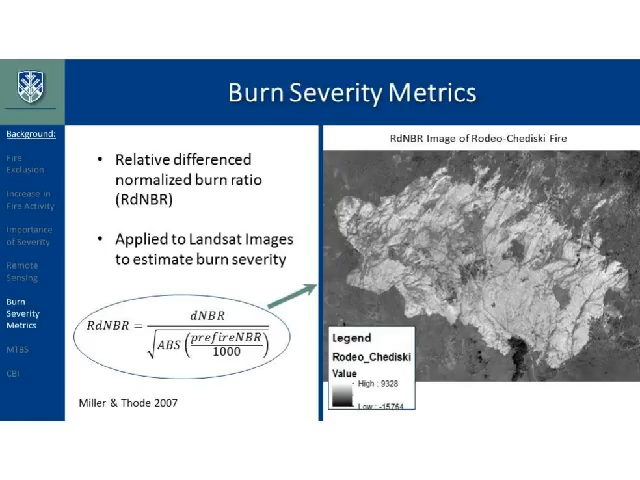 Burn Severity Metrics
Background:
Fire
Exclusion
Increase in
Fire Activity
Importance
of Severity
Remote
Sensing
Burn
Severity
Metrics
MTBS
CBI
• Relative differenced
normalized burn ratio
(RdNBR)
• Applied to Landsat Images
to estimate burn severity
RdNBR = dNBR / √ABS(prefireNBR/1000)
Miller & Thode 2007
RdNBR Image of Rodeo-Chediski Fire
Legend
Rodeo_Chediski
Value
High : 9328
Low : -15764